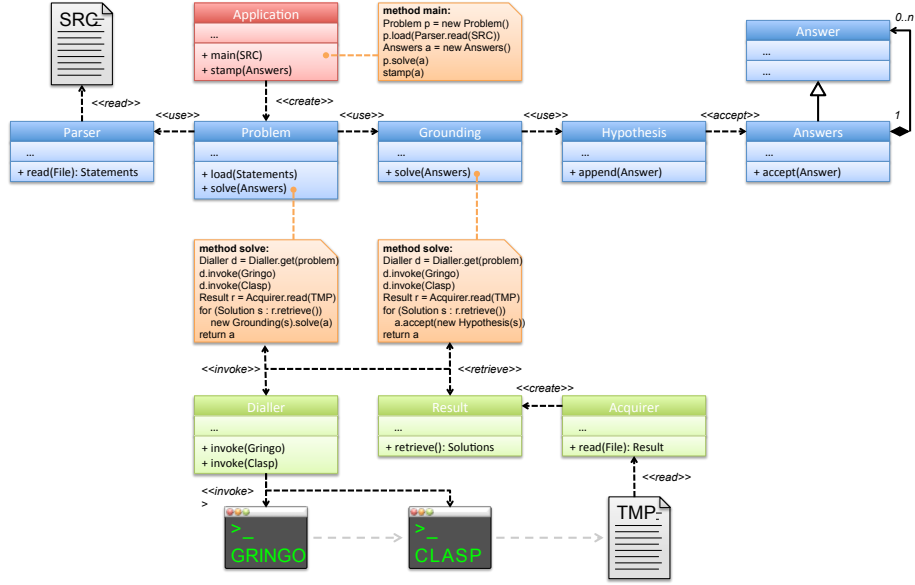 SRC
Application
...
+ main(SRC)
+ stamp(Answers)
method main:
Problem p = new Problem()
p.load(Parser.read(SRC))
Answers a = new Answers()
p.solve(a)
stamp(a)
0..n
Answer
...
...
<<read>>
<<create>>
<<use>>
<<use>>
<<use>>
<<accept>>
1
Parser
...
+ read(File): Statements
Problem
...
+ load(Statements)
+ solve(Answers)
Grounding
...
+ solve(Answers)
Hypothesis
...
+ append(Answer)
Answers
...
+ accept(Answer)
method solve:
Dialler d = Dialler.get(problem)
d.invoke(Gringo)
d.invoke(Clasp)
Result r = Acquirer.read(TMP)
for (Solution s : r.retrieve())
new Grounding(s).solve(a)
return a
method solve:
Dialler d = Dialler.get(problem)
d.invoke(Gringo)
d.invoke(Clasp)
Result r = Acquirer.read(TMP)
for (Solution s : r.retrieve())
a.accept(new Hypothesis(s))
return a
<<invoke>>
<<retrieve>>
<<create>>
Dialler
...
+ invoke(Gringo)
+ invoke(Clasp)
Result
...
+ retrieve(): Solutions
Acquirer
...
+ read(File): Result
<<invoke>
>
<<read>>
>_
GRINGO
>_
CLASP
TMP